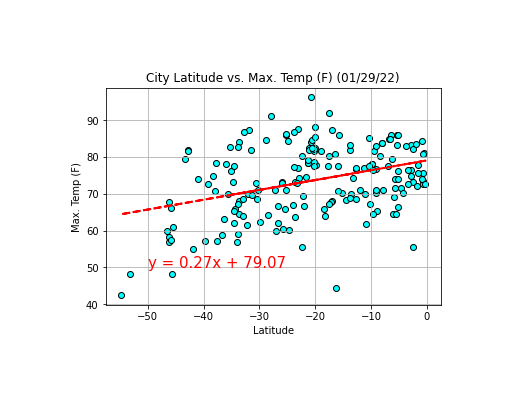 City Latitude vs. Max. Temp (F) (01/29/22)
90
80
70
60
50
40
Max. Temp (F)
y = 0.27x + 79.07
−50 −40 −30 −20 −10 0
Latitude